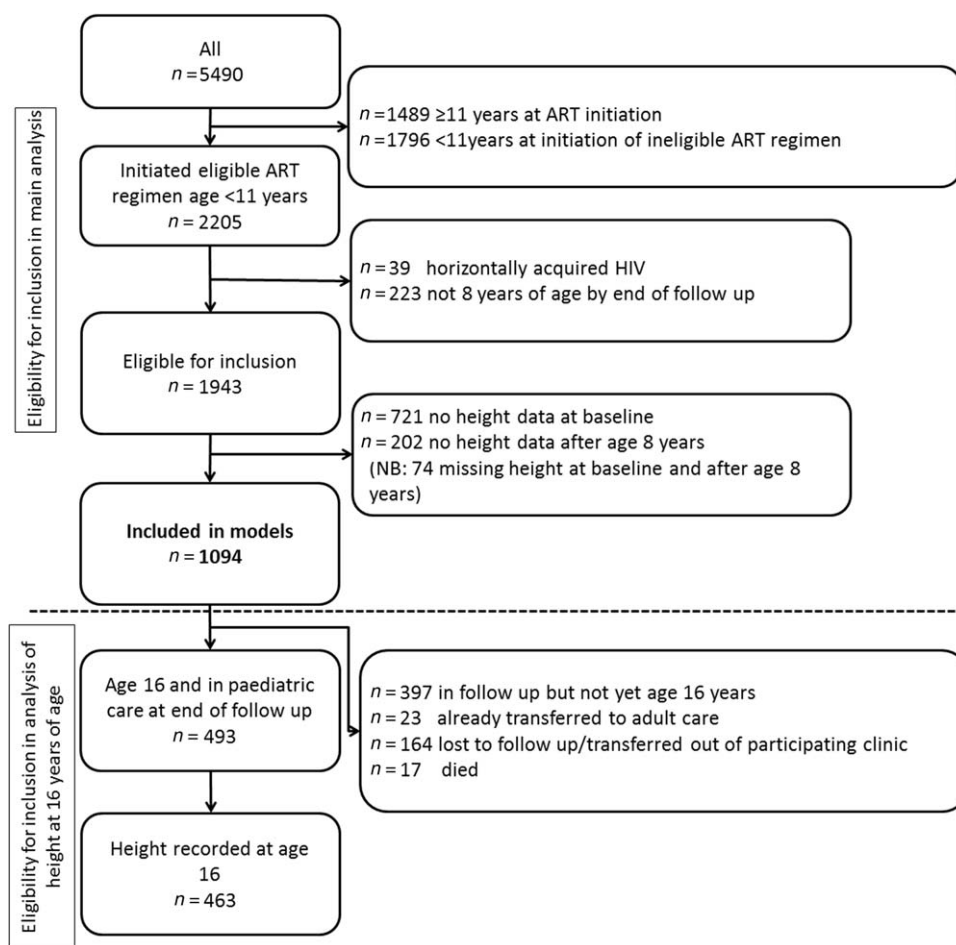 All
n = 5490
n = 1489 ≥11 years at ART initiation
n = 1796 <11years at initiation of ineligible ART regimen
Initiated eligible ART
regimen age <11 years
n = 2205
n = 39 horizontally acquired HIV
n = 223 not 8 years of age by end of follow up
Eligible for inclusion
n = 1943
n = 721 no height data at baseline
n = 202 no height data after age 8 years
(NB: 74 missing height at baseline and after age 8
years)
Included in models
n = 1094
Eligibility for inclusion in main analysis
Age 16 and in paediatric
care at end of follow up
n = 493
n = 397 in follow up but not yet age 16 years
n = 23 already transferred to adult care
n = 164 lost to follow up/transferred out of participating clinic
n = 17 died
Height recorded at age
16
n = 463
Eligibility for inclusion in analysis of
height at 16 years of age